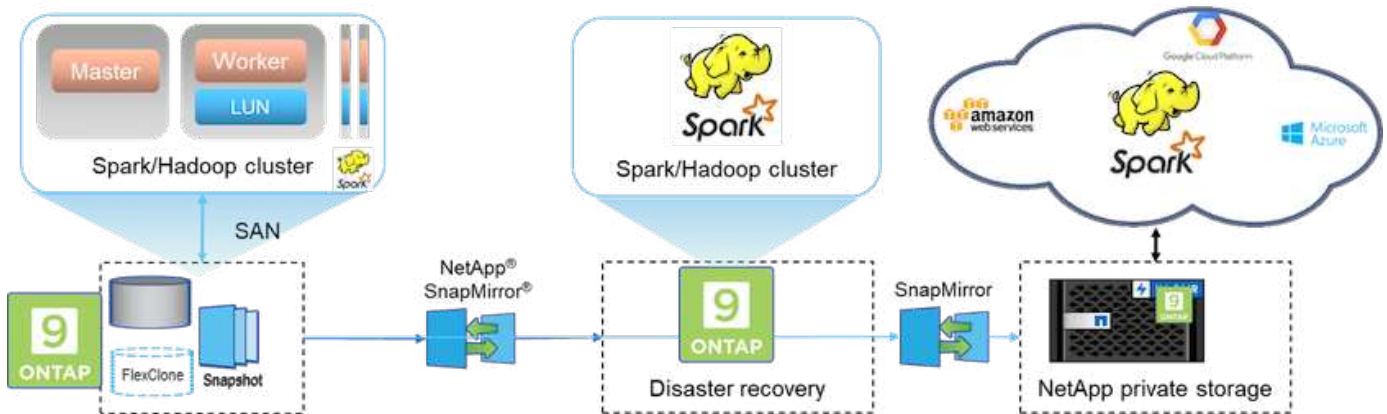 Master
Worker
LUN
Spark/Hadoop cluster
Spark
SAN
9
ONTAP
FlexClone
Snapshot
NetApp®
SnapMirror®
Spark
Spark/Hadoop cluster
9
ONTAP
Disaster recovery
SnapMirror
Google Cloud Platform
amazon
web services
Spark
Microsoft
Azure
9
ONTAP
NetApp private storage